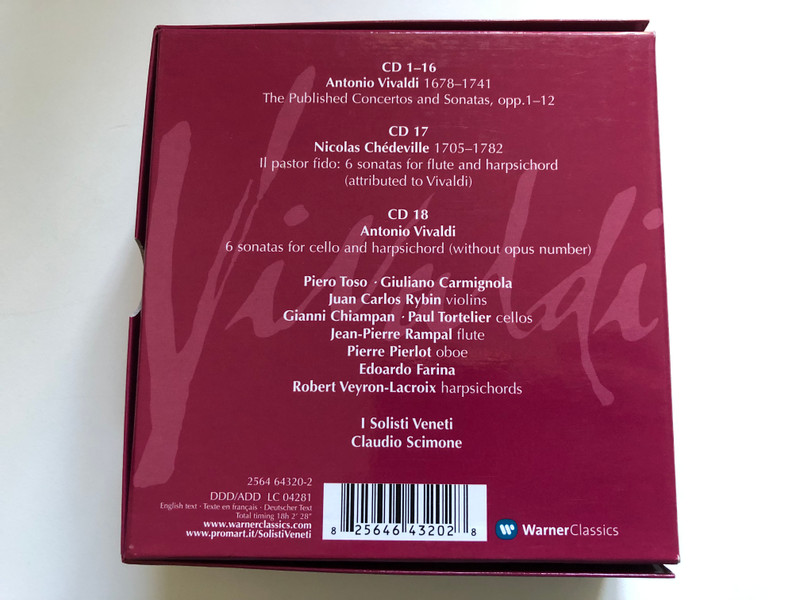 Vivaldi
CD 1–16
Antonio Vivaldi 1678–1741
The Published Concertos and Sonatas, opp.1–12
CD 17
Nicolas Chédeville 1705–1782
Il pastor fido: 6 sonatas for flute and harpsichord
(attributed to Vivaldi)
CD 18
Antonio Vivaldi
6 sonatas for cello and harpsichord (without opus number)
Piero Toso · Giuliano Carmignola
Juan Carlos Rybin violins
Gianni Chiampan · Paul Tortelier cellos
Jean-Pierre Rampal flute
Pierre Pierlot oboe
Edoardo Farina
Robert Veyron-Lacroix harpsichords
I Solisti Veneti
Claudio Scimone
2564 64320-2
DDD/ADD LC 04281
English text · Texte en français · Deutscher Text
Total timing 18h 2' 28"
www.warnerclassics.com
www.promart.it/SolistiVeneti
8 25646 43202 8
WarnerClassics